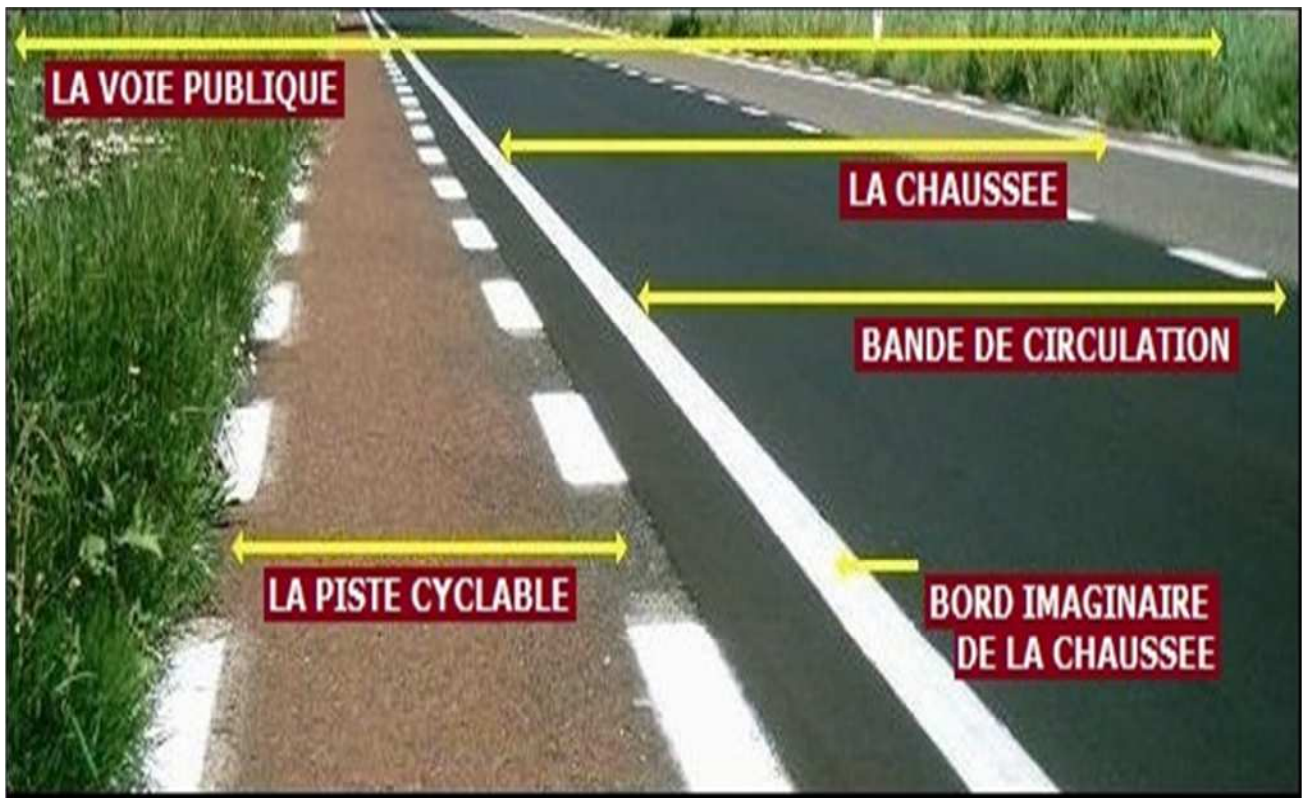 LA VOIE PUBLIQUE
LA CHAUSSEE
BANDE DE CIRCULATION
LA PISTE CYCLABLE
BORD IMAGINAIRE
DE LA CHAUSSEE